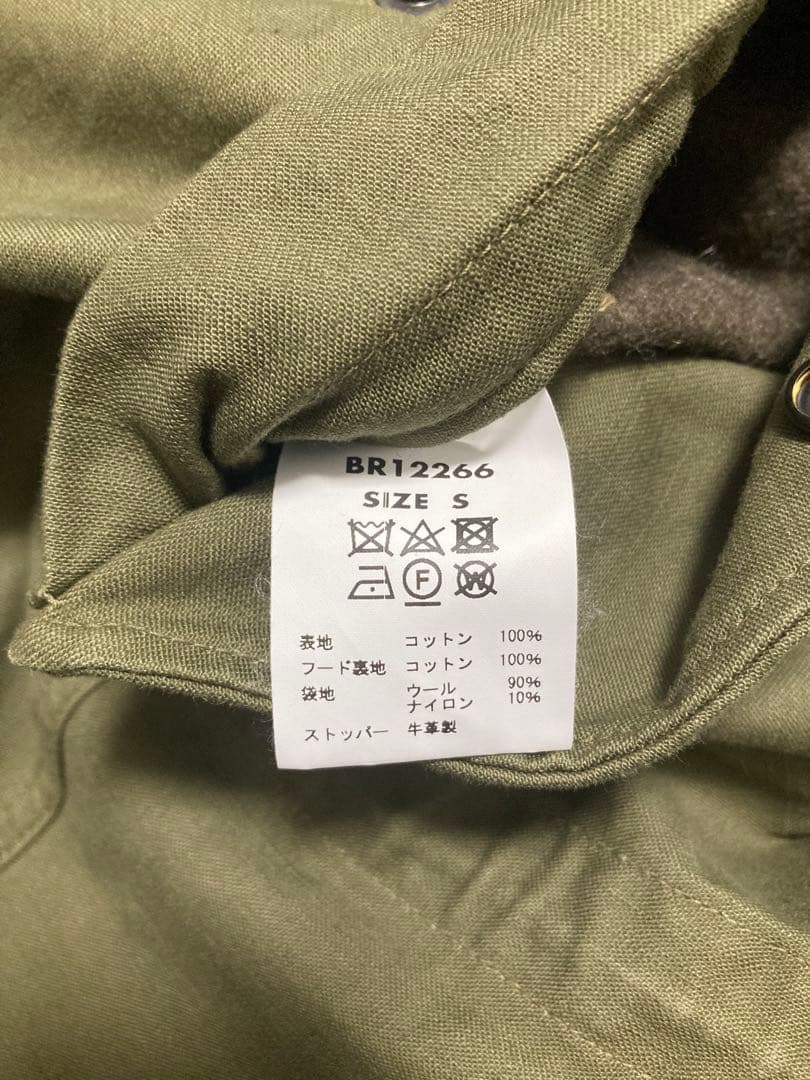 BR12266
SIZE S
F W
表地 コットン 100%
フード裏地 コットン 100%
袋地 ウール 90%
ナイロン 10%
ストッパー 牛革製